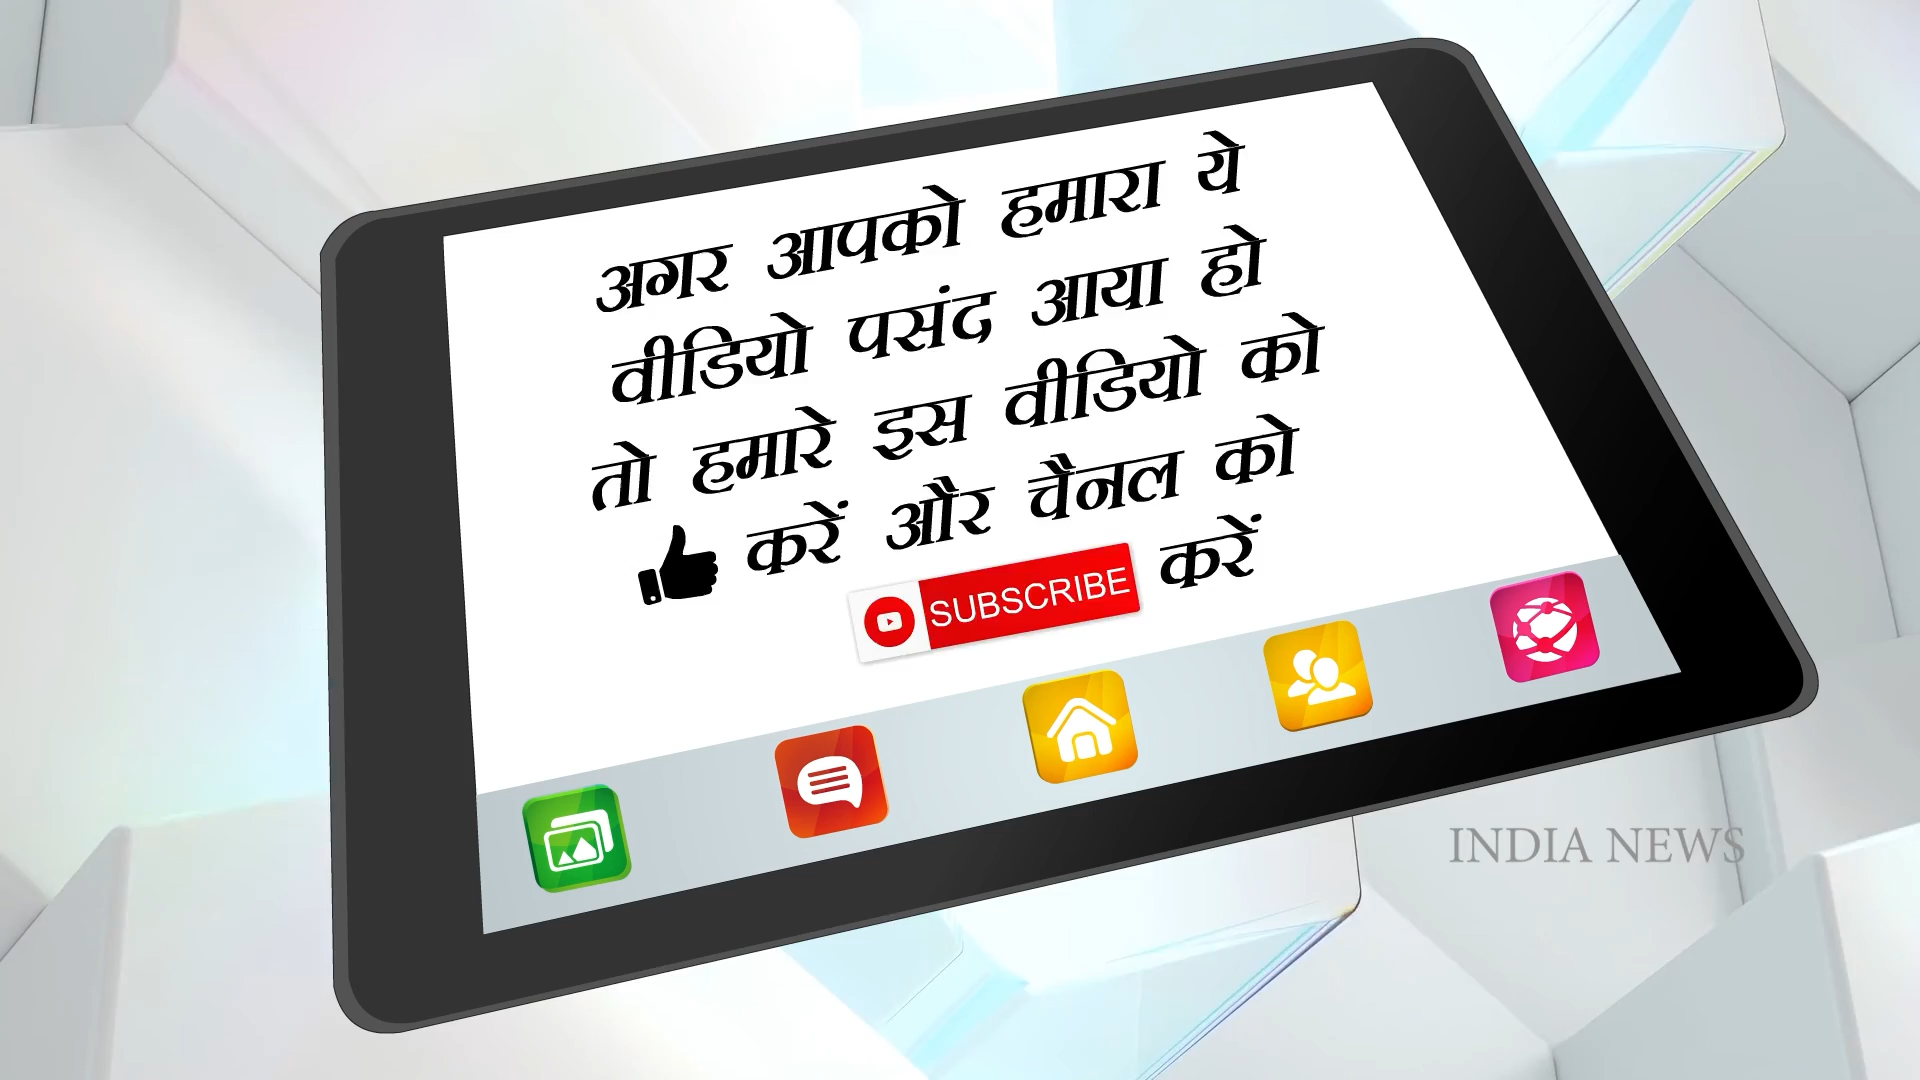 अगर आपको हमारा ये
वीडियो पसंद आया हो
तो हमारे इस वीडियो को
करें और चैनल को
SUBSCRIBE करें
INDIA NEWS